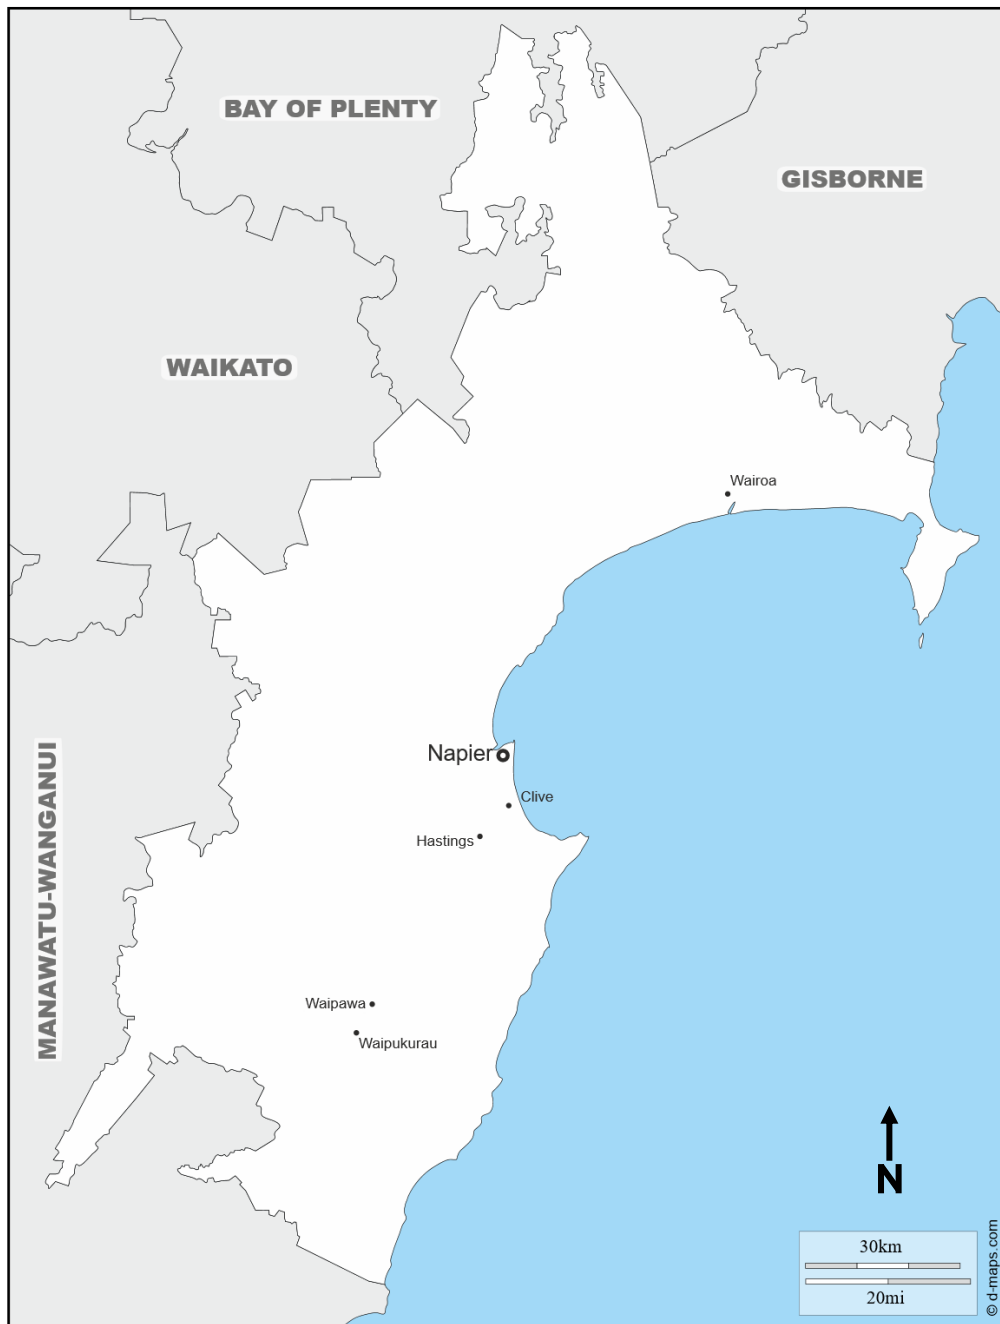 BAY OF PLENTY
GISBORNE
WAIKATO
Wairoa
MANAWATU-WANGANUI
Napier
Clive
Hastings
Waipawa
Waipukurau
N
30km
20mi
© d-maps.com